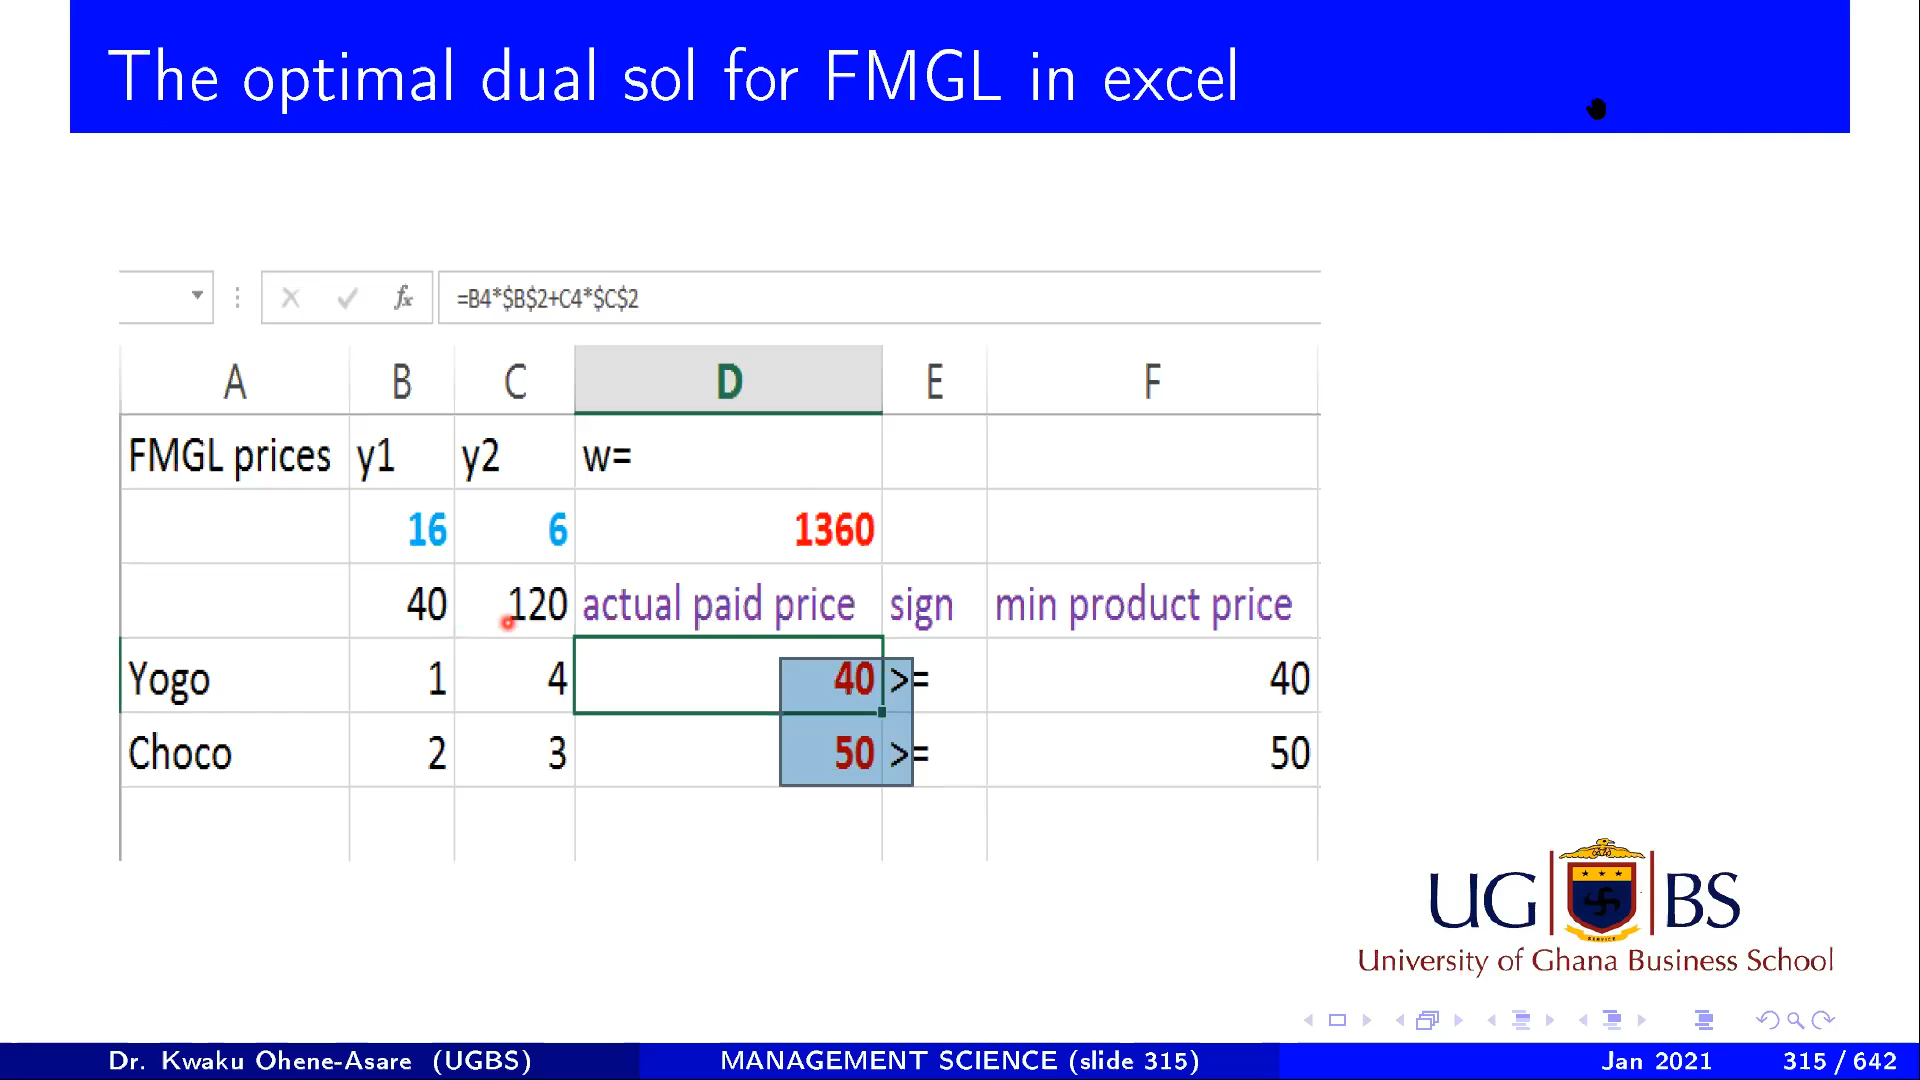 The optimal dual sol for FMGL in excel
fx =B4*$B$2+C4*$C$2
A B C D E F
FMGL prices y1 y2 w=
16 6 1360
40 120 actual paid price sign min product price
Yogo 1 4 40 >= 40
Choco 2 3 50 >= 50
UG BS
SERVICE
University of Ghana Business School
Dr. Kwaku Ohene-Asare (UGBS) MANAGEMENT SCIENCE (slide 315) Jan 2021 315 / 642